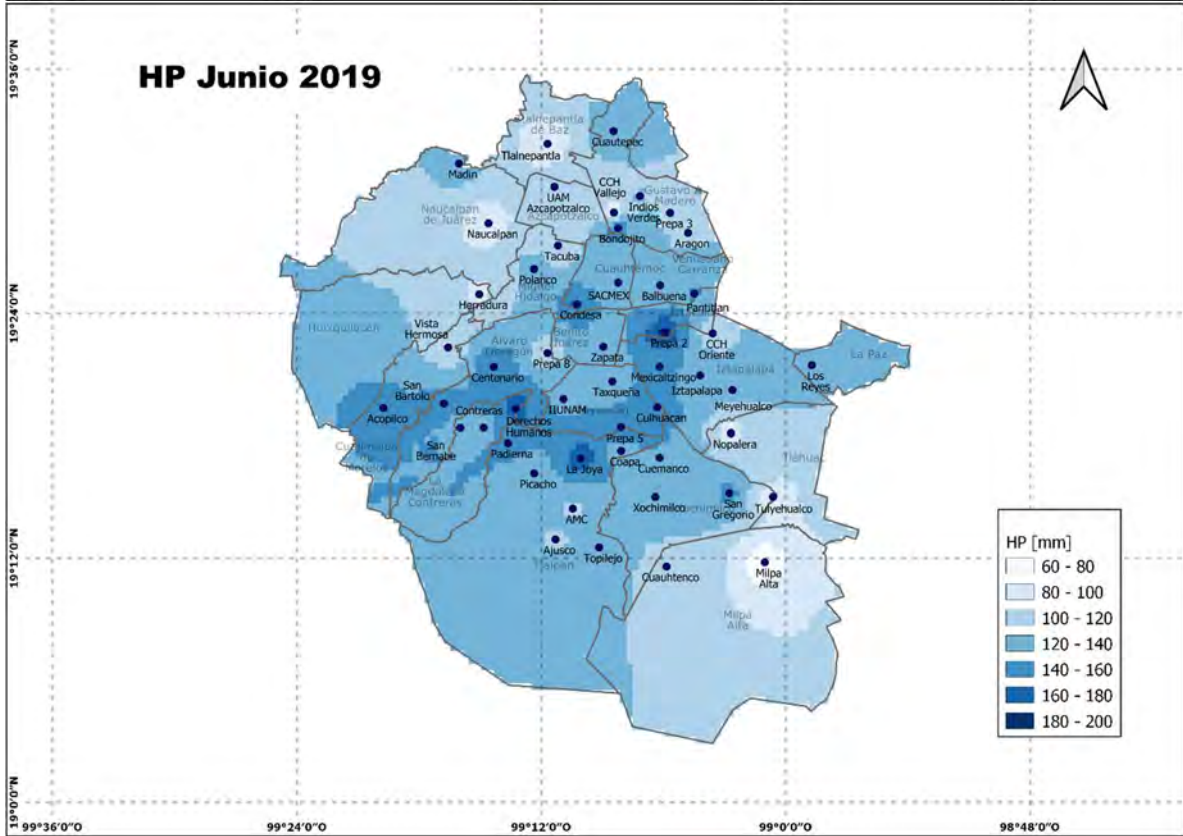 HP Junio 2019
19°36'0"N
19°24'0"N
19°12'0"N
19°0'0"N
99°36'0"O
99°24'0"O
99°12'0"O
99°0'0"O
98°48'0"O
Tlalnepantla
de Baz
Tlalnepantla
Cuautepec
Madin
UAM
Azcapotzalco
Azcapotzalco
CCH
Vallejo
Indios
Verdes
Gustavo A
Madero
Prepa 3
Aragon
Bondojito
Naucalpan
de Juárez
Naucalpan
Tacuba
Polanco
Miguel
Hidalgo
Cuauhtémoc
SACMEX
Venustiano
Carranza
Balbuena
Pantitlan
Herradura
Condesa
Huixquilucan
Vista
Hermosa
Alvaro
Obregón
Benito
Juárez
Prepa 8
Zapata
Prepa 2
CCH
Oriente
Iztapalapa
La Paz
Los
Reyes
Centenario
Mexicaltzingo
Iztapalapa
Taxqueña
Meyehualco
San
Bartolo
Acopilco
Contreras
Derechos
Humanos
IIUNAM
Culhuacan
San
Bernabe
Padierna
Prepa 5
Coapa
Cuemanco
Nopalera
Tláhuac
La Joya
Picacho
La
Magdalena
Contreras
Cuajimalpa
de
Morelos
Xochimilco
San
Gregorio
Tulyehualco
AMC
Ajusco
Tlalpan
Topilejo
Cuauhtenco
Milpa
Alta
Milpa
Alta
HP [mm]
60 - 80
80 - 100
100 - 120
120 - 140
140 - 160
160 - 180
180 - 200